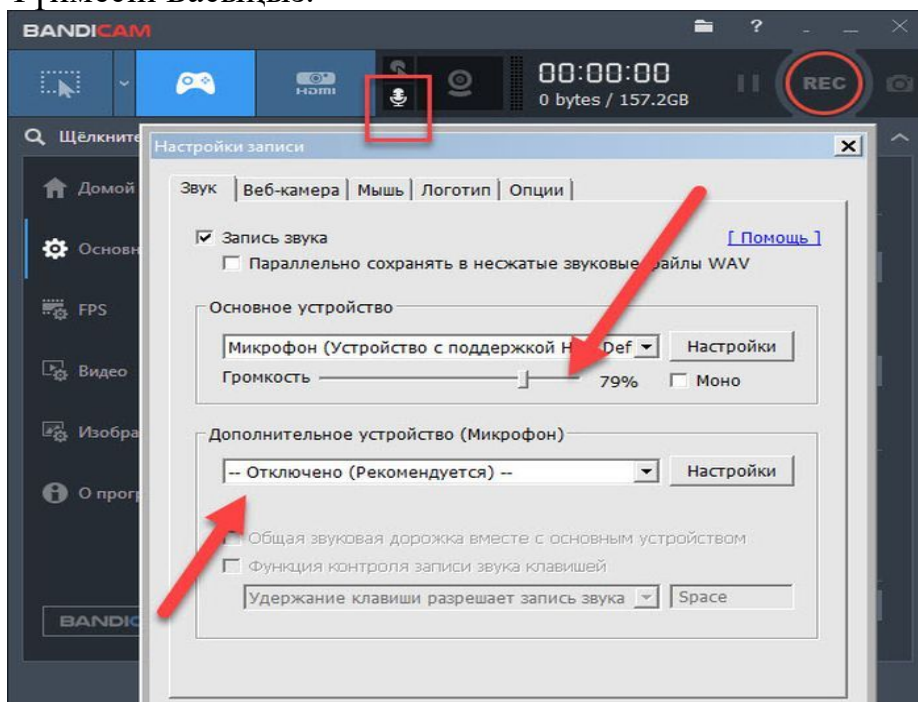 BANDICAM
?
HDMI
00:00:00
0 bytes / 157.2GB
REC
Щёлкните
Настройки записи
Домой
Звук Веб-камера Мышь Логотип Опции
Основн
Запись звука [ Помощь ]
Параллельно сохранять в несжатые звуковые файлы WAV
FPS
Основное устройство
Микрофон (Устройство с поддержкой H Def Настройки
Видео
Громкость 79% Моно
Изобра
Дополнительное устройство (Микрофон)
-- Отключено (Рекомендуется) -- Настройки
О прогр
Общая звуковая дорожка вместе с основным устройством
Функция контроля записи звука клавишей
Удержание клавиши разрешает запись звука Space
BANDIC